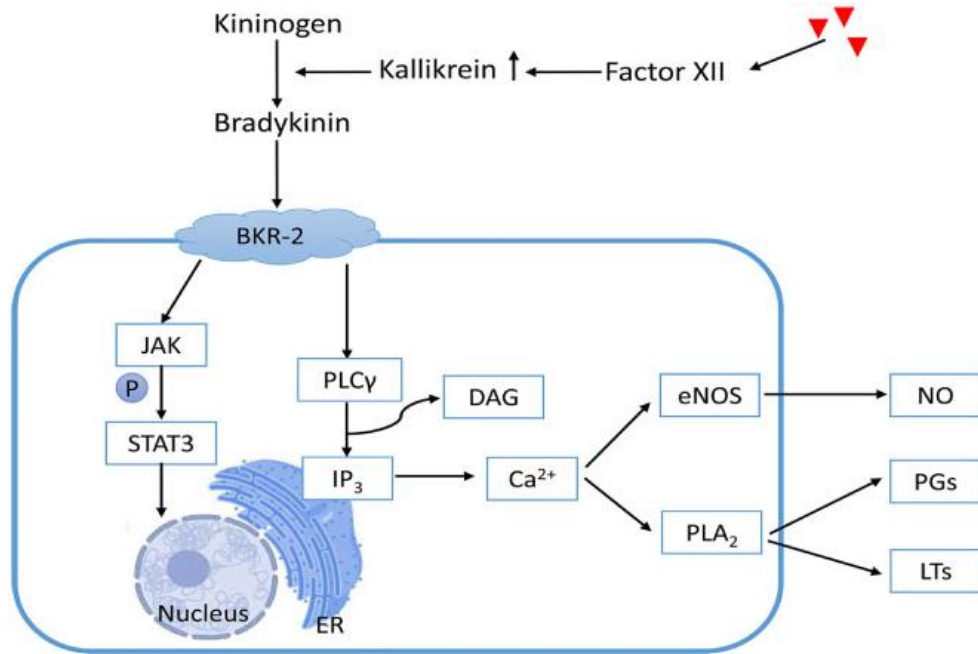 Kininogen
Kallikrein
Factor XII
Bradykinin
BKR-2
JAK
P
PLCγ
DAG
eNOS
NO
STAT3
IP₃
Ca²⁺
PGs
PLA₂
LTs
Nucleus
ER